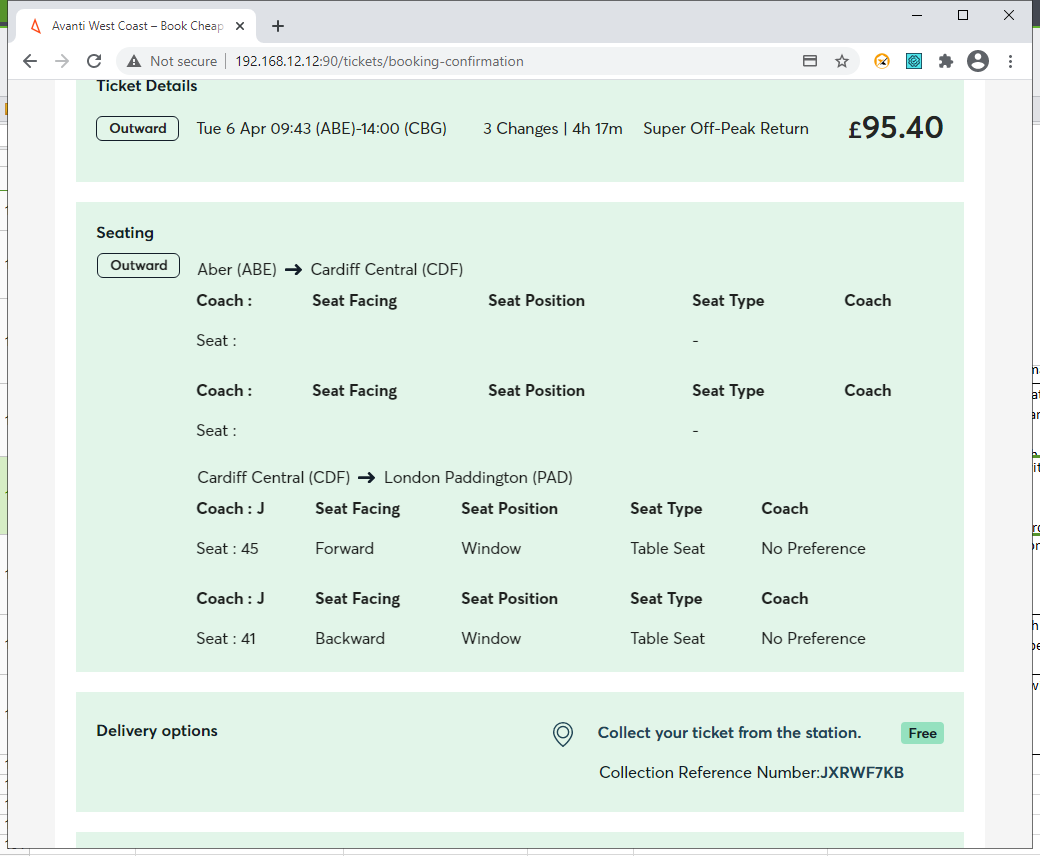 Avanti West Coast – Book Cheap
Not secure 192.168.12.12:90/tickets/booking-confirmation
Ticket Details
Outward Tue 6 Apr 09:43 (ABE)-14:00 (CBG) 3 Changes | 4h 17m Super Off-Peak Return £95.40
Seating
Outward Aber (ABE) → Cardiff Central (CDF)
Coach : Seat Facing Seat Position Seat Type Coach
Seat : -
Coach : Seat Facing Seat Position Seat Type Coach
Seat : -
Cardiff Central (CDF) → London Paddington (PAD)
Coach : J Seat Facing Seat Position Seat Type Coach
Seat : 45 Forward Window Table Seat No Preference
Coach : J Seat Facing Seat Position Seat Type Coach
Seat : 41 Backward Window Table Seat No Preference
Delivery options Collect your ticket from the station. Free
Collection Reference Number:JXRWF7KB